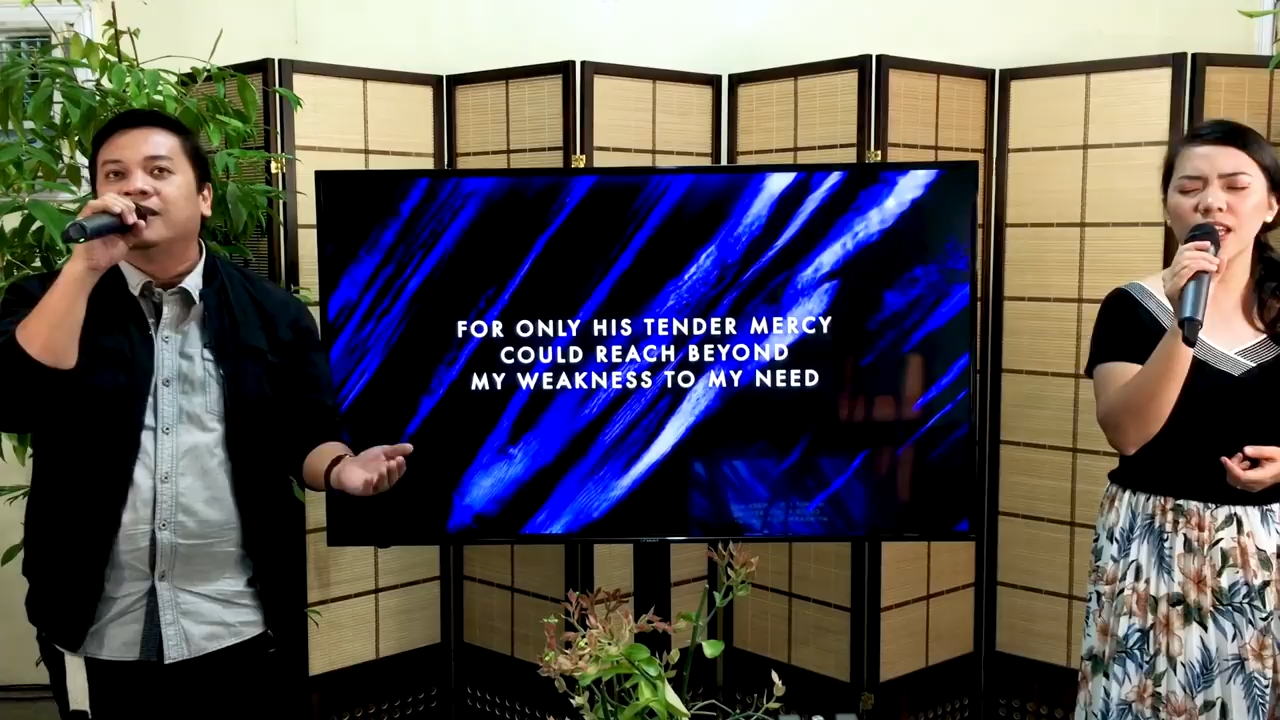 FOR ONLY HIS TENDER MERCY
COULD REACH BEYOND
MY WEAKNESS TO MY NEED